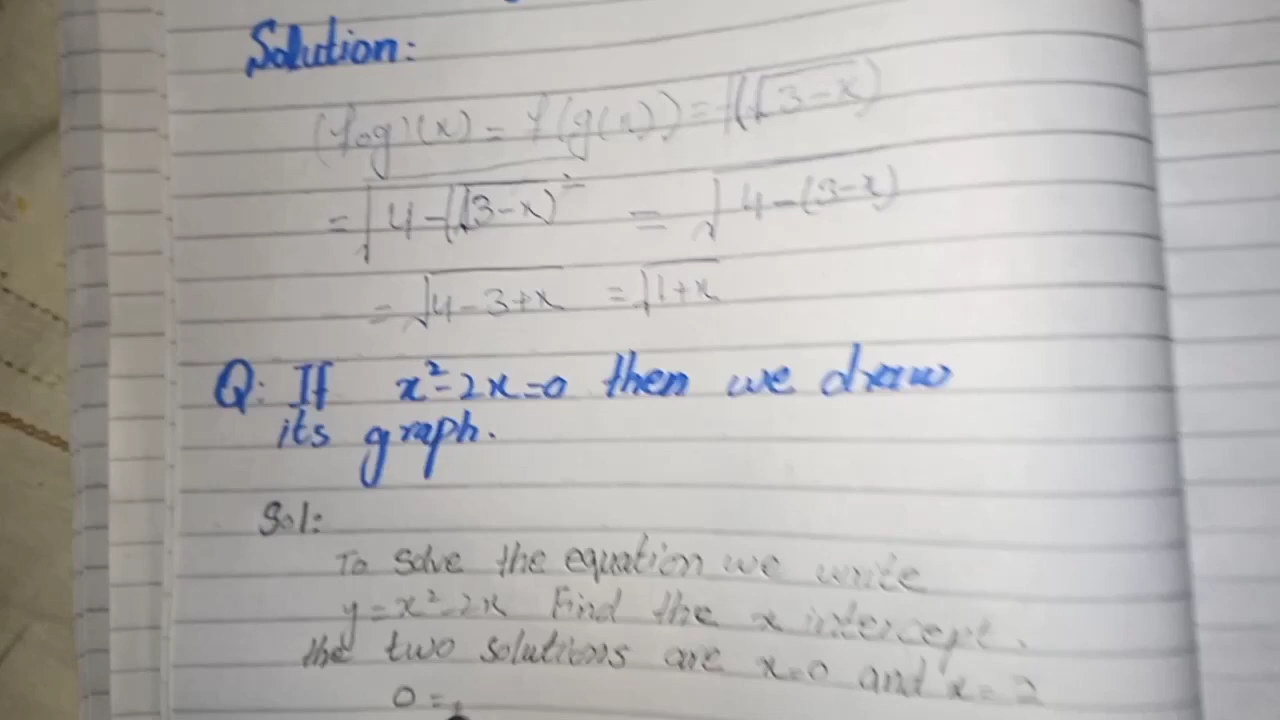 Solution:
(fog)(x) = f(g(x)) = f(√3-x)
= √4-(√3-x)² = √4-(3-x)
= √4-3+x = √1+x
Q: If x²-2x=0 then we draw
its graph.
Sol:
To solve the equation we write
y=x²-2x Find the x intercept.
the two solutions are x=0 and x=2
0=